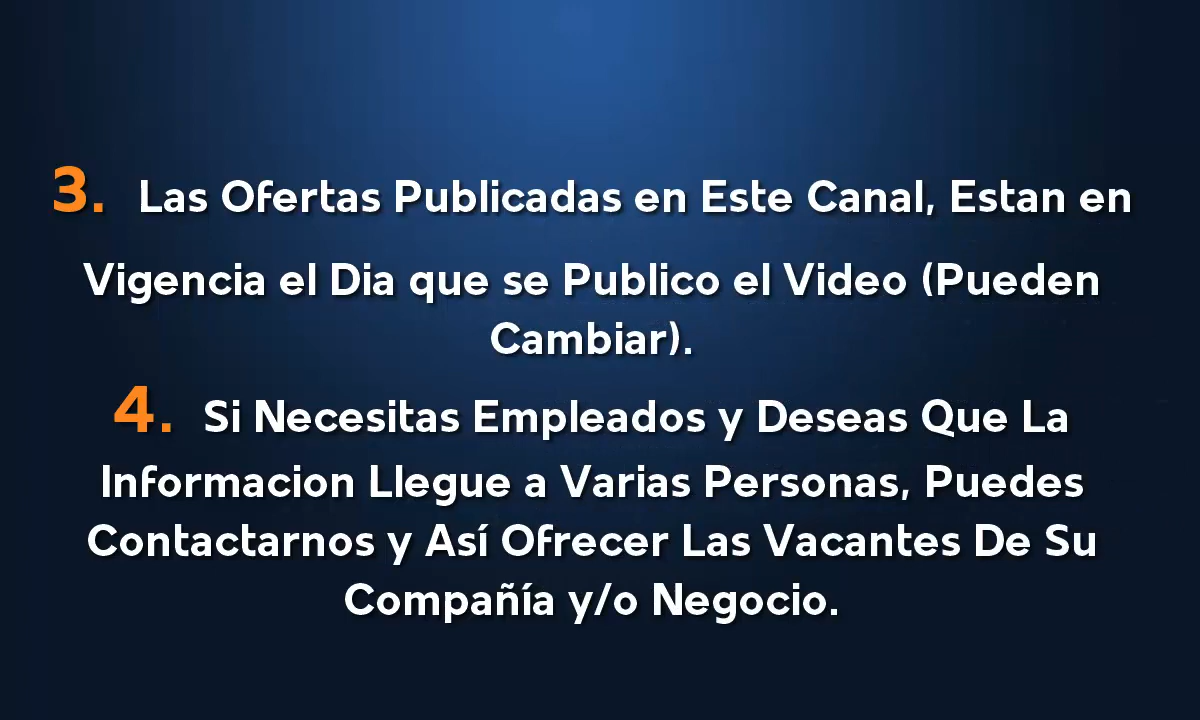 3. Las Ofertas Publicadas en Este Canal, Estan en
Vigencia el Dia que se Publico el Video (Pueden
Cambiar).
4. Si Necesitas Empleados y Deseas Que La
Informacion Llegue a Varias Personas, Puedes
Contactarnos y Así Ofrecer Las Vacantes De Su
Compañía y/o Negocio.